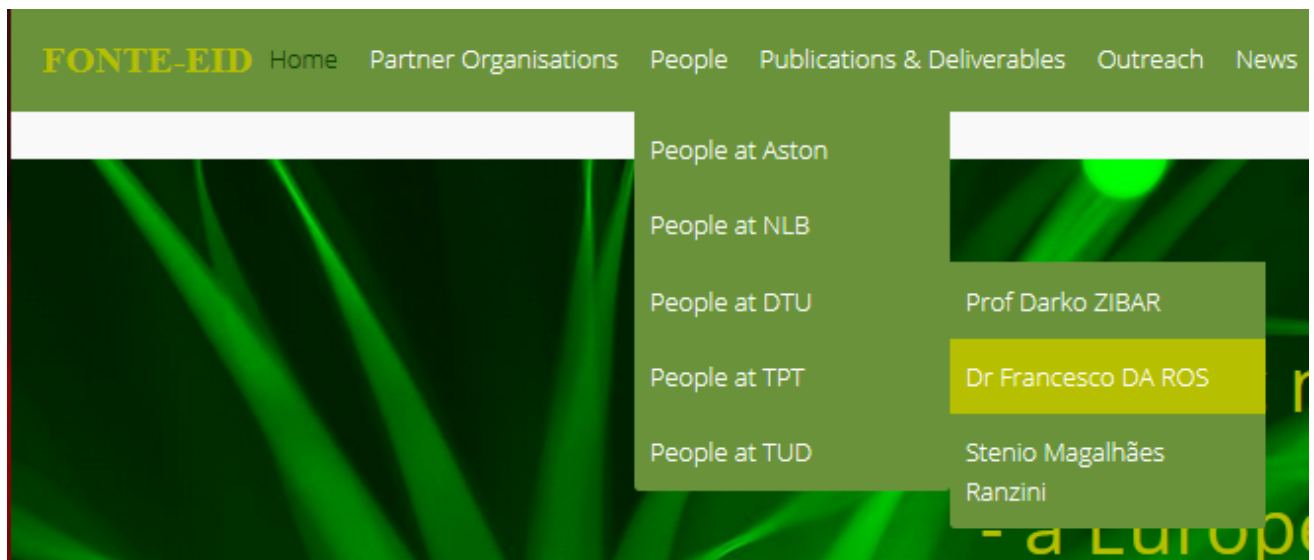 FONTE-EID Home Partner Organisations People Publications & Deliverables Outreach News
People at Aston
People at NLB
People at DTU
People at TPT
People at TUD
Prof Darko ZIBAR
Dr Francesco DA ROS
Stenio Magalhães
Ranzini
- a Europe